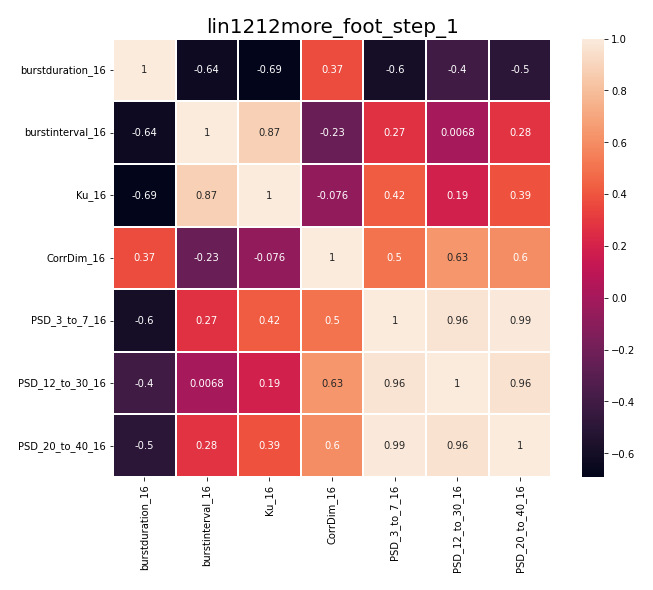 lin1212more_foot_step_1
burstduration_16 1 -0.64 -0.69 0.37 -0.6 -0.4 -0.5
burstinterval_16 -0.64 1 0.87 -0.23 0.27 0.0068 0.28
Ku_16 -0.69 0.87 1 -0.076 0.42 0.19 0.39
CorrDim_16 0.37 -0.23 -0.076 1 0.5 0.63 0.6
PSD_3_to_7_16 -0.6 0.27 0.42 0.5 1 0.96 0.99
PSD_12_to_30_16 -0.4 0.0068 0.19 0.63 0.96 1 0.96
PSD_20_to_40_16 -0.5 0.28 0.39 0.6 0.99 0.96 1
burstduration_16
burstinterval_16
Ku_16
CorrDim_16
PSD_3_to_7_16
PSD_12_to_30_16
PSD_20_to_40_16
1.0
0.8
0.6
0.4
0.2
0.0
−0.2
−0.4
−0.6